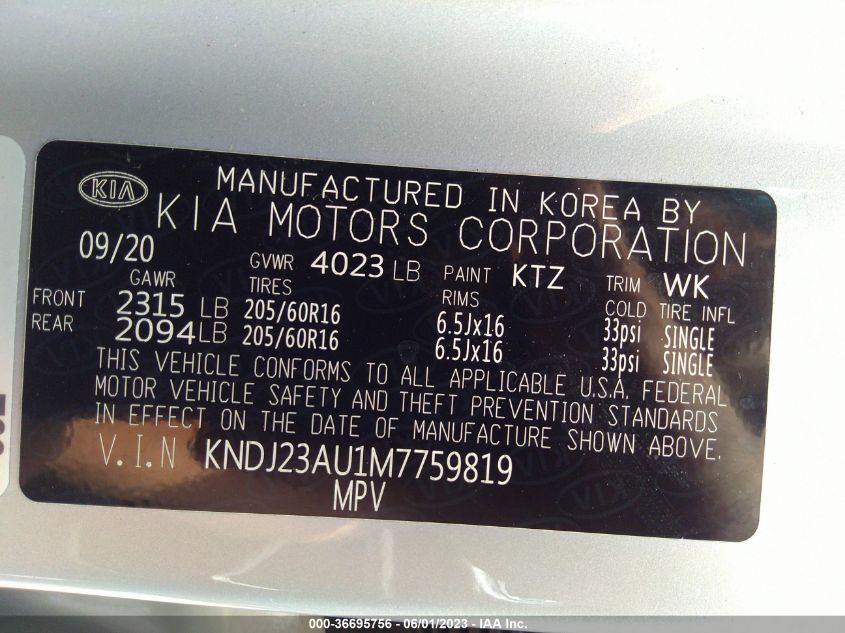 KIA
MANUFACTURED IN KOREA BY
KIA MOTORS CORPORATION
09/20 GVWR 4023 LB PAINT KTZ TRIM WK
GAWR TIRES RIMS COLD TIRE INFL
FRONT 2315 LB 205/60R16 6.5Jx16 33psi SINGLE
REAR 2094 LB 205/60R16 6.5Jx16 33psi SINGLE
THIS VEHICLE CONFORMS TO ALL APPLICABLE U.S.A. FEDERAL
MOTOR VEHICLE SAFETY AND THEFT PREVENTION STANDARDS
IN EFFECT ON THE DATE OF MANUFACTURE SHOWN ABOVE.
V.I.N KNDJ23AU1M7759819
MPV
000-36695756 - 06/01/2023 - IAA Inc.